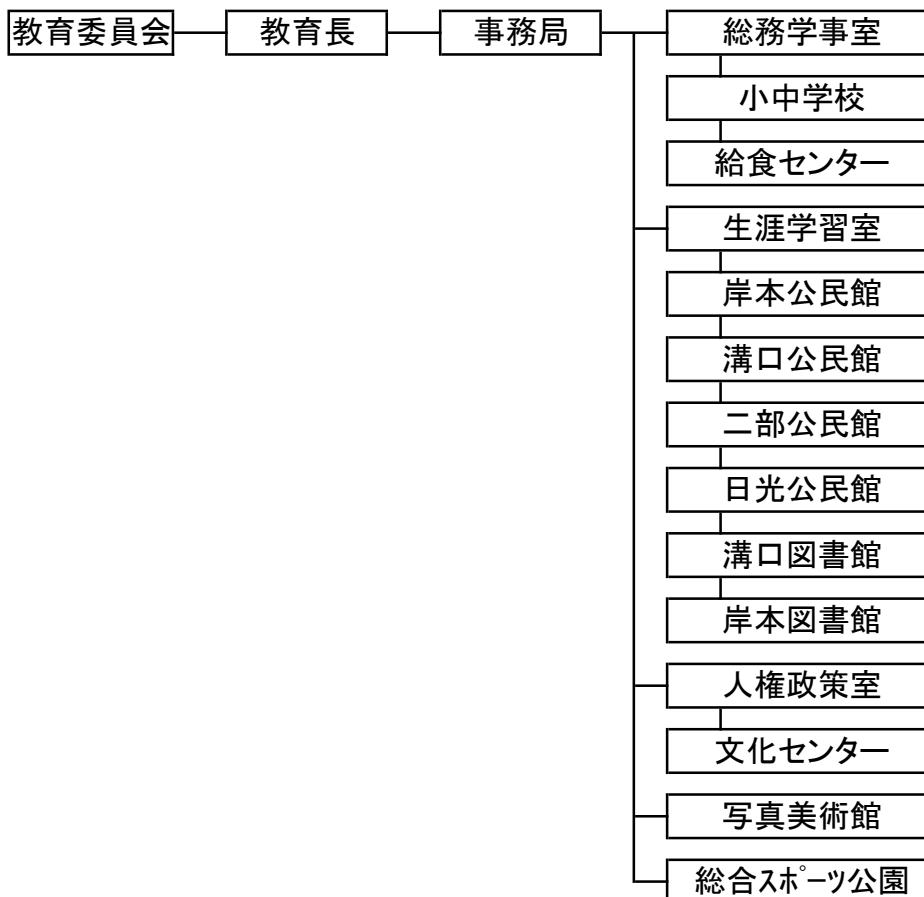 教育委員会
教育長
事務局
総務学事室
小中学校
給食センター
生涯学習室
岸本公民館
溝口公民館
二部公民館
日光公民館
溝口図書館
岸本図書館
人権政策室
文化センター
写真美術館
総合ｽﾎﾟｰﾂ公園